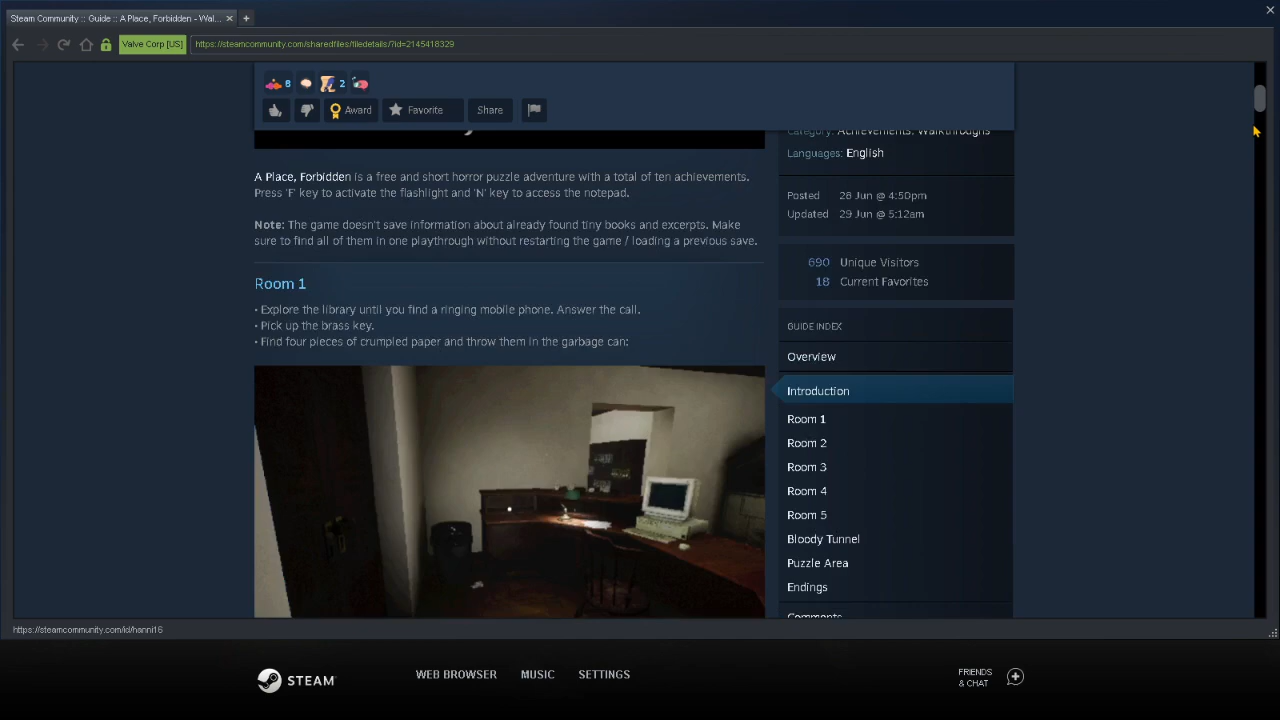 Steam Community :: Guide :: A Place, Forbidden - Wal...
Valve Corp [US]
https://steamcommunity.com/sharedfiles/filedetails/?id=2145418329
8
2
Award
Favorite
Share
Category: Achievements, Walkthroughs
Languages: English
A Place, Forbidden is a free and short horror puzzle adventure with a total of ten achievements.
Press 'F' key to activate the flashlight and 'N' key to access the notepad.
Note: The game doesn't save information about already found tiny books and excerpts. Make
sure to find all of them in one playthrough without restarting the game / loading a previous save.
Posted 28 Jun @ 4:50pm
Updated 29 Jun @ 5:12am
690 Unique Visitors
18 Current Favorites
Room 1
• Explore the library until you find a ringing mobile phone. Answer the call.
• Pick up the brass key.
• Find four pieces of crumpled paper and throw them in the garbage can:
GUIDE INDEX
Overview
Introduction
Room 1
Room 2
Room 3
Room 4
Room 5
Bloody Tunnel
Puzzle Area
Endings
Comments
https://steamcommunity.com/id/hanni16
STEAM
WEB BROWSER
MUSIC
SETTINGS
FRIENDS
& CHAT